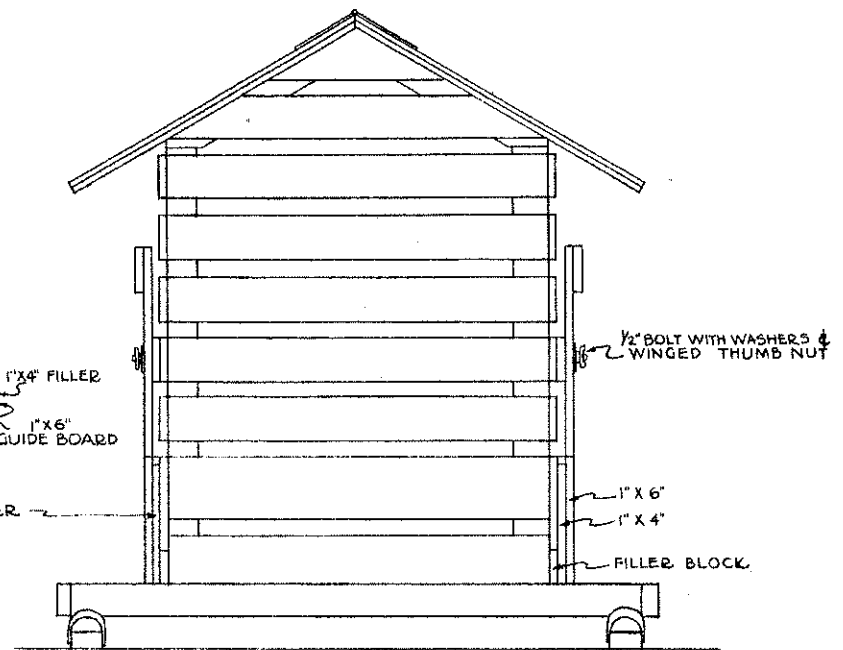 1/2" BOLT WITH WASHERS &
WINGED THUMB NUT
1"X4" FILLER
1"X6"
GUIDE BOARD
1" X 6"
1" X 4"
FILLER BLOCK